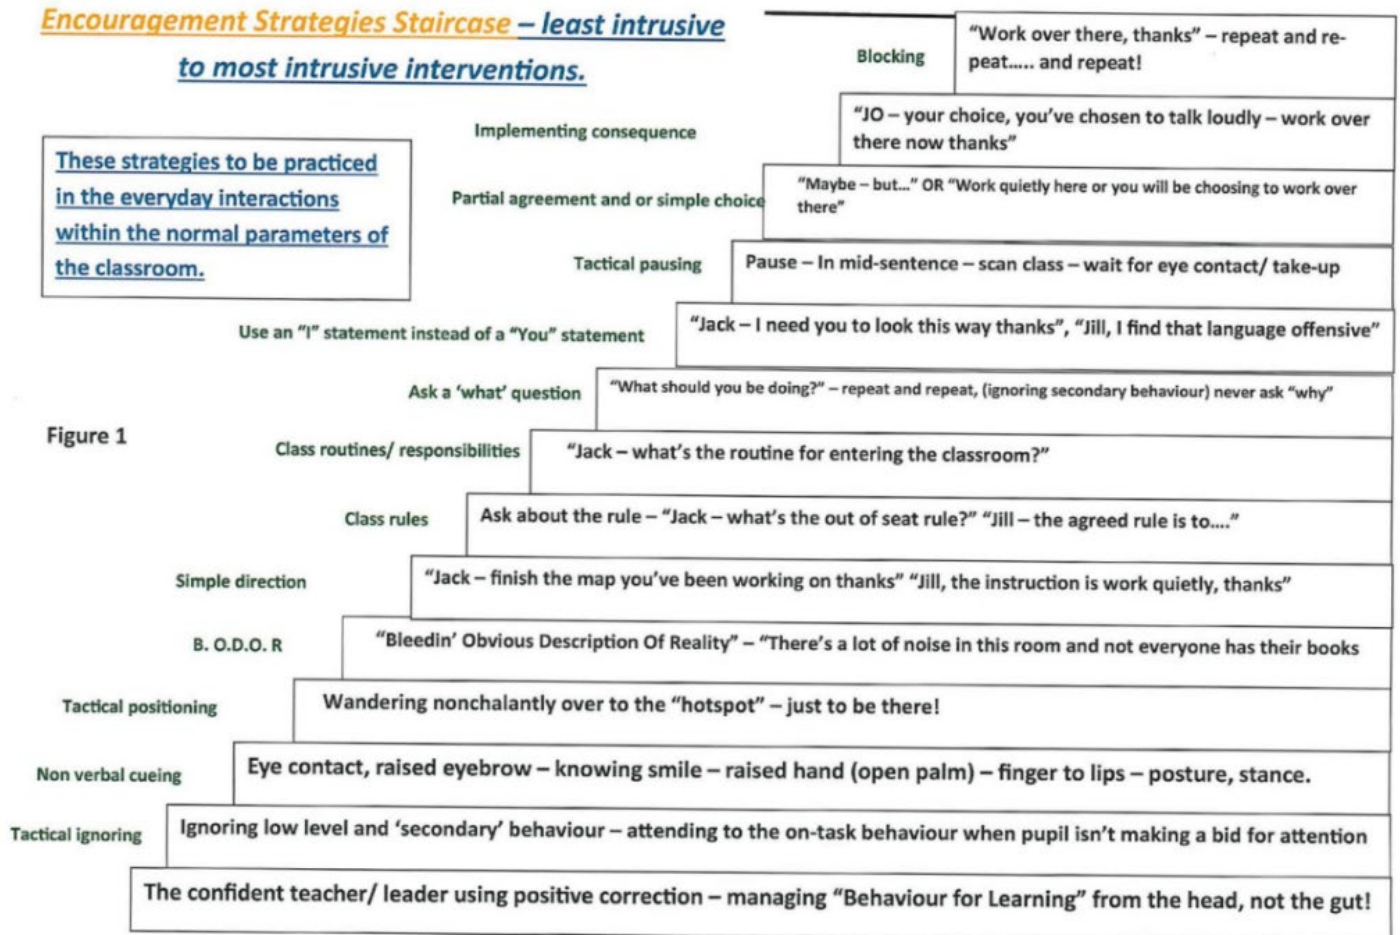 Encouragement Strategies Staircase – least intrusive
to most intrusive interventions.
Blocking
"Work over there, thanks" – repeat and re-
peat..... and repeat!
Implementing consequence
"JO – your choice, you've chosen to talk loudly – work over
there now thanks"
These strategies to be practiced
in the everyday interactions
within the normal parameters of
the classroom.
Partial agreement and or simple choice
"Maybe – but..." OR "Work quietly here or you will be choosing to work over
there"
Tactical pausing
Pause – In mid-sentence – scan class – wait for eye contact/ take-up
Use an "I" statement instead of a "You" statement
"Jack – I need you to look this way thanks", "Jill, I find that language offensive"
Ask a 'what' question
"What should you be doing?" – repeat and repeat, (ignoring secondary behaviour) never ask "why"
Figure 1
Class routines/ responsibilities
"Jack – what's the routine for entering the classroom?"
Class rules
Ask about the rule – "Jack – what's the out of seat rule?" "Jill – the agreed rule is to...."
Simple direction
"Jack – finish the map you've been working on thanks" "Jill, the instruction is work quietly, thanks"
B. O.D.O. R
"Bleedin' Obvious Description Of Reality" – "There's a lot of noise in this room and not everyone has their books
Tactical positioning
Wandering nonchalantly over to the "hotspot" – just to be there!
Non verbal cueing
Eye contact, raised eyebrow – knowing smile – raised hand (open palm) – finger to lips – posture, stance.
Tactical ignoring
Ignoring low level and 'secondary' behaviour – attending to the on-task behaviour when pupil isn't making a bid for attention
The confident teacher/ leader using positive correction – managing "Behaviour for Learning" from the head, not the gut!